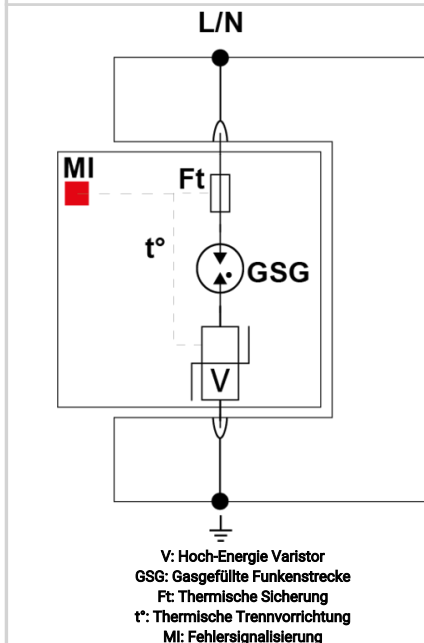 L/N
MI
Ft
t°
GSG
V
V: Hoch-Energie Varistor
GSG: Gasgefüllte Funkenstrecke
Ft: Thermische Sicherung
t°: Thermische Trennvorrichtung
MI: Fehlersignalisierung